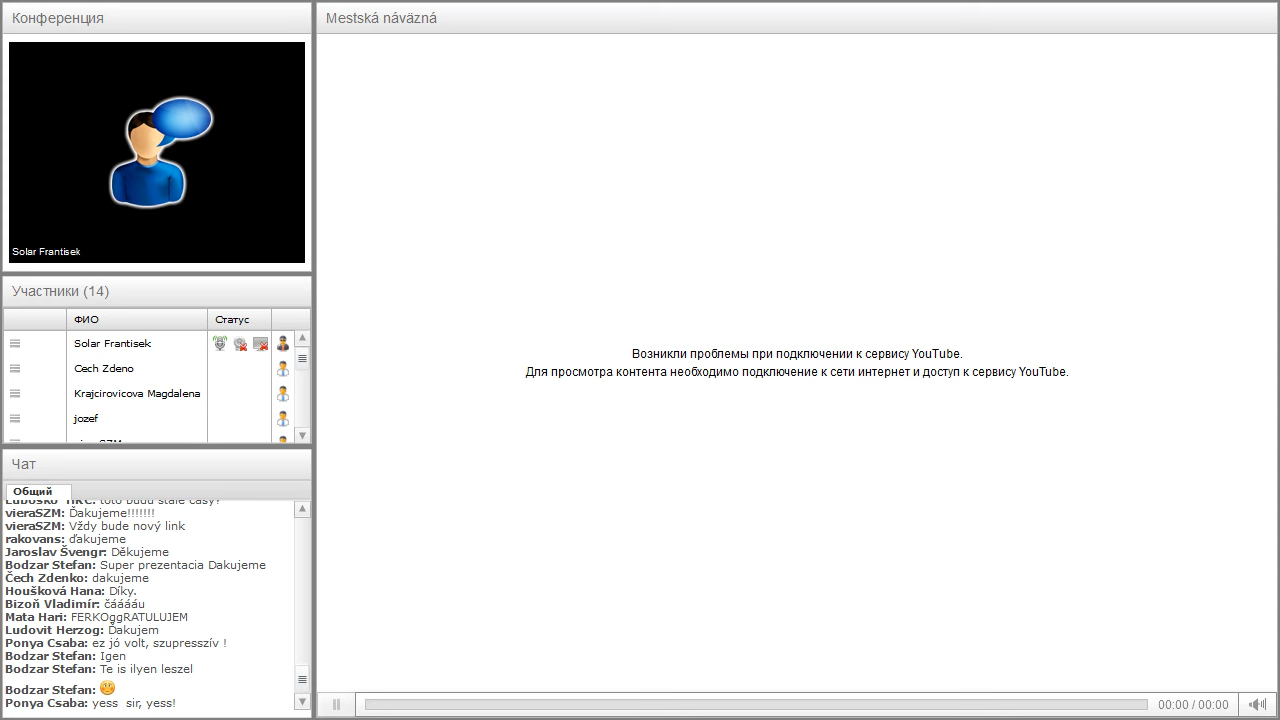 Конференция
Solar Frantisek
Участники (14)
ФИО Статус
Solar Frantisek
Cech Zdeno
Krajcirovicova Magdalena
jozef
Чат
Общий
vieraSZM: Ďakujeme!!!!!!!
vieraSZM: Vždy bude nový link
rakovans: ďakujeme
Jaroslav Švengr: Děkujeme
Bodzar Stefan: Super prezentacia Dakujeme
Čech Zdenko: dakujeme
Houšková Hana: Díky.
Bizoň Vladimír: čááááu
Mata Hari: FERKOggRATULUJEM
Ludovit Herzog: Ďakujem
Ponya Csaba: ez jó volt, szupresszív !
Bodzar Stefan: Igen
Bodzar Stefan: Te is ilyen leszel
Bodzar Stefan:
Ponya Csaba: yess sir, yess!
Mestská náväzná
Возникли проблемы при подключении к сервису YouTube.
Для просмотра контента необходимо подключение к сети интернет и доступ к сервису YouTube.
00:00 / 00:00